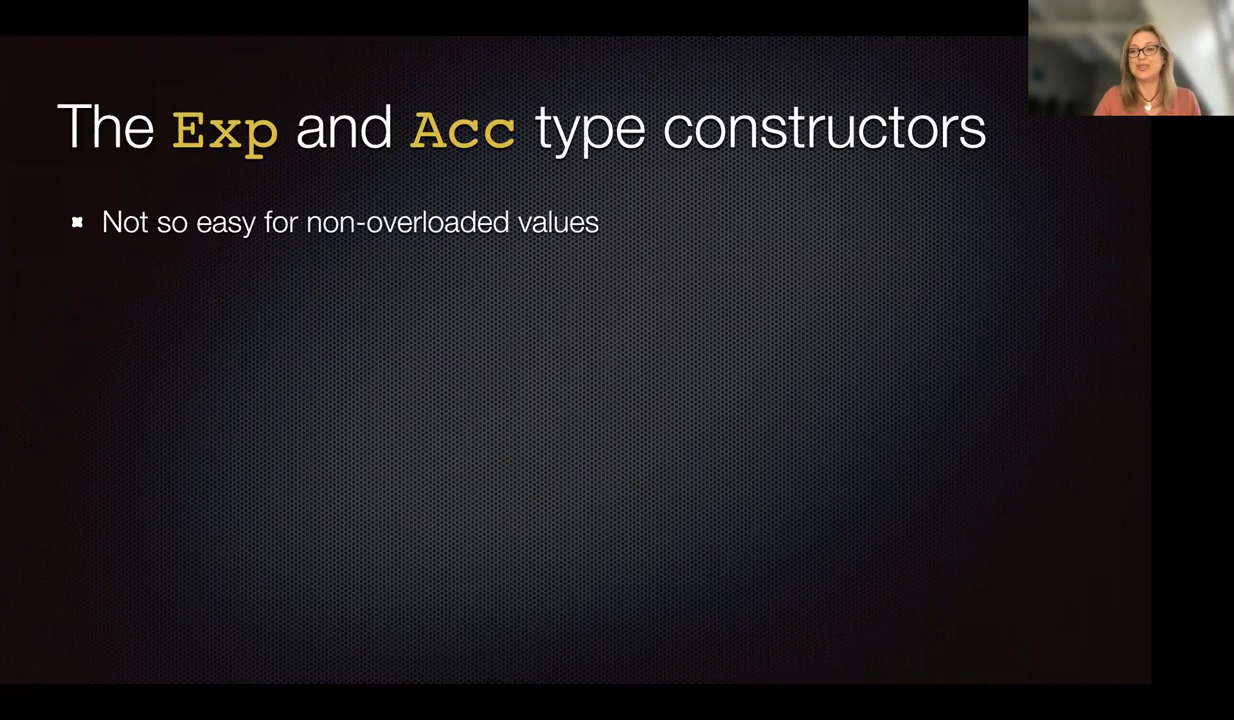 The Exp and Acc type constructors
Not so easy for non-overloaded values